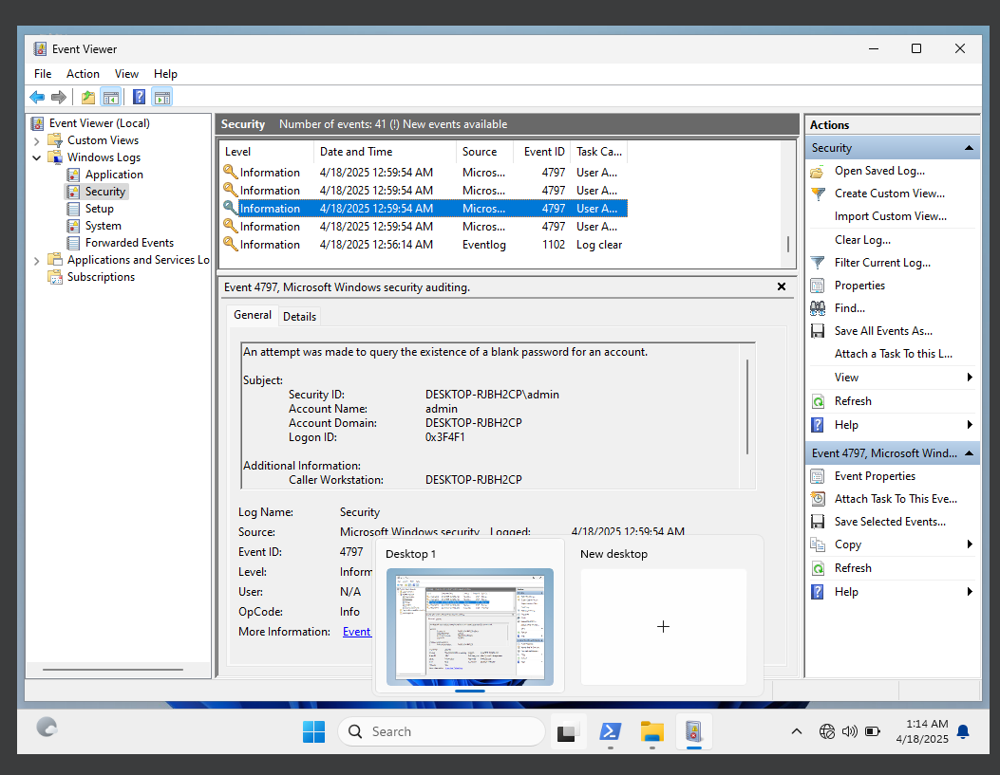 Event Viewer
File Action View Help
Event Viewer (Local)
Custom Views
Windows Logs
Application
Security
Setup
System
Forwarded Events
Applications and Services Lo
Subscriptions
Security Number of events: 41 (!) New events available
Level Date and Time Source Event ID Task Ca...
Information 4/18/2025 12:59:54 AM Micros... 4797 User A...
Information 4/18/2025 12:59:54 AM Micros... 4797 User A...
Information 4/18/2025 12:59:54 AM Micros... 4797 User A...
Information 4/18/2025 12:59:54 AM Micros... 4797 User A...
Information 4/18/2025 12:56:14 AM Eventlog 1102 Log clear
Event 4797, Microsoft Windows security auditing.
General Details
An attempt was made to query the existence of a blank password for an account.
Subject:
Security ID: DESKTOP-RJBH2CP\admin
Account Name: admin
Account Domain: DESKTOP-RJBH2CP
Logon ID: 0x3F4F1
Additional Information:
Caller Workstation: DESKTOP-RJBH2CP
Log Name: Security
Source: Microsoft Windows security Logged: 4/18/2025 12:59:54 AM
Event ID: 4797
Level: Inform
User: N/A
OpCode: Info
More Information: Event
Desktop 1
New desktop
Actions
Security
Open Saved Log...
Create Custom View...
Import Custom View...
Clear Log...
Filter Current Log...
Properties
Find...
Save All Events As...
Attach a Task To this L...
View
Refresh
Help
Event 4797, Microsoft Wind...
Event Properties
Attach Task To This Eve...
Save Selected Events...
Copy
Refresh
Help
Search
1:14 AM
4/18/2025